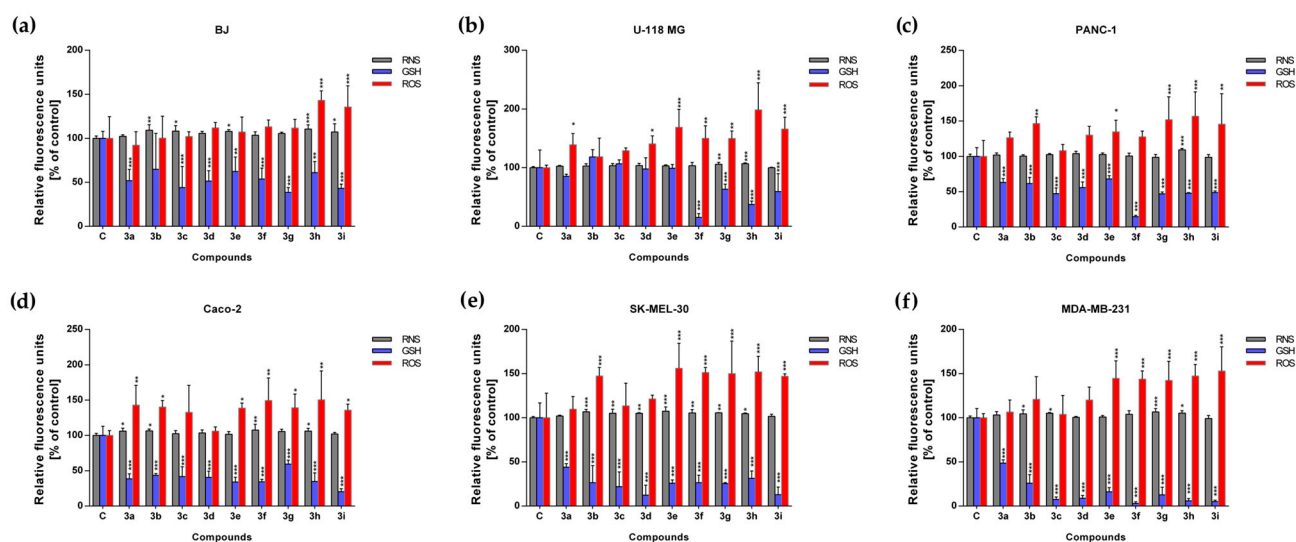 (a)
BJ
Relative fluorescence units
[% of control]
200
150
100
50
0
C 3a 3b 3c 3d 3e 3f 3g 3h 3i
Compounds
RNS
GSH
ROS
(b)
U-118 MG
Relative fluorescence units
[% of control]
300
200
100
0
C 3a 3b 3c 3d 3e 3f 3g 3h 3i
Compounds
RNS
GSH
ROS
(c)
PANC-1
Relative fluorescence units
[% of control]
250
200
150
100
50
0
C 3a 3b 3c 3d 3e 3f 3g 3h 3i
Compounds
RNS
GSH
ROS
(d)
Caco-2
Relative fluorescence units
[% of control]
250
200
150
100
50
0
C 3a 3b 3c 3d 3e 3f 3g 3h 3i
Compounds
RNS
GSH
ROS
(e)
SK-MEL-30
Relative fluorescence units
[% of control]
200
150
100
50
0
C 3a 3b 3c 3d 3e 3f 3g 3h 3i
Compounds
RNS
GSH
ROS
(f)
MDA-MB-231
Relative fluorescence units
[% of control]
200
150
100
50
0
C 3a 3b 3c 3d 3e 3f 3g 3h 3i
Compounds
RNS
GSH
ROS